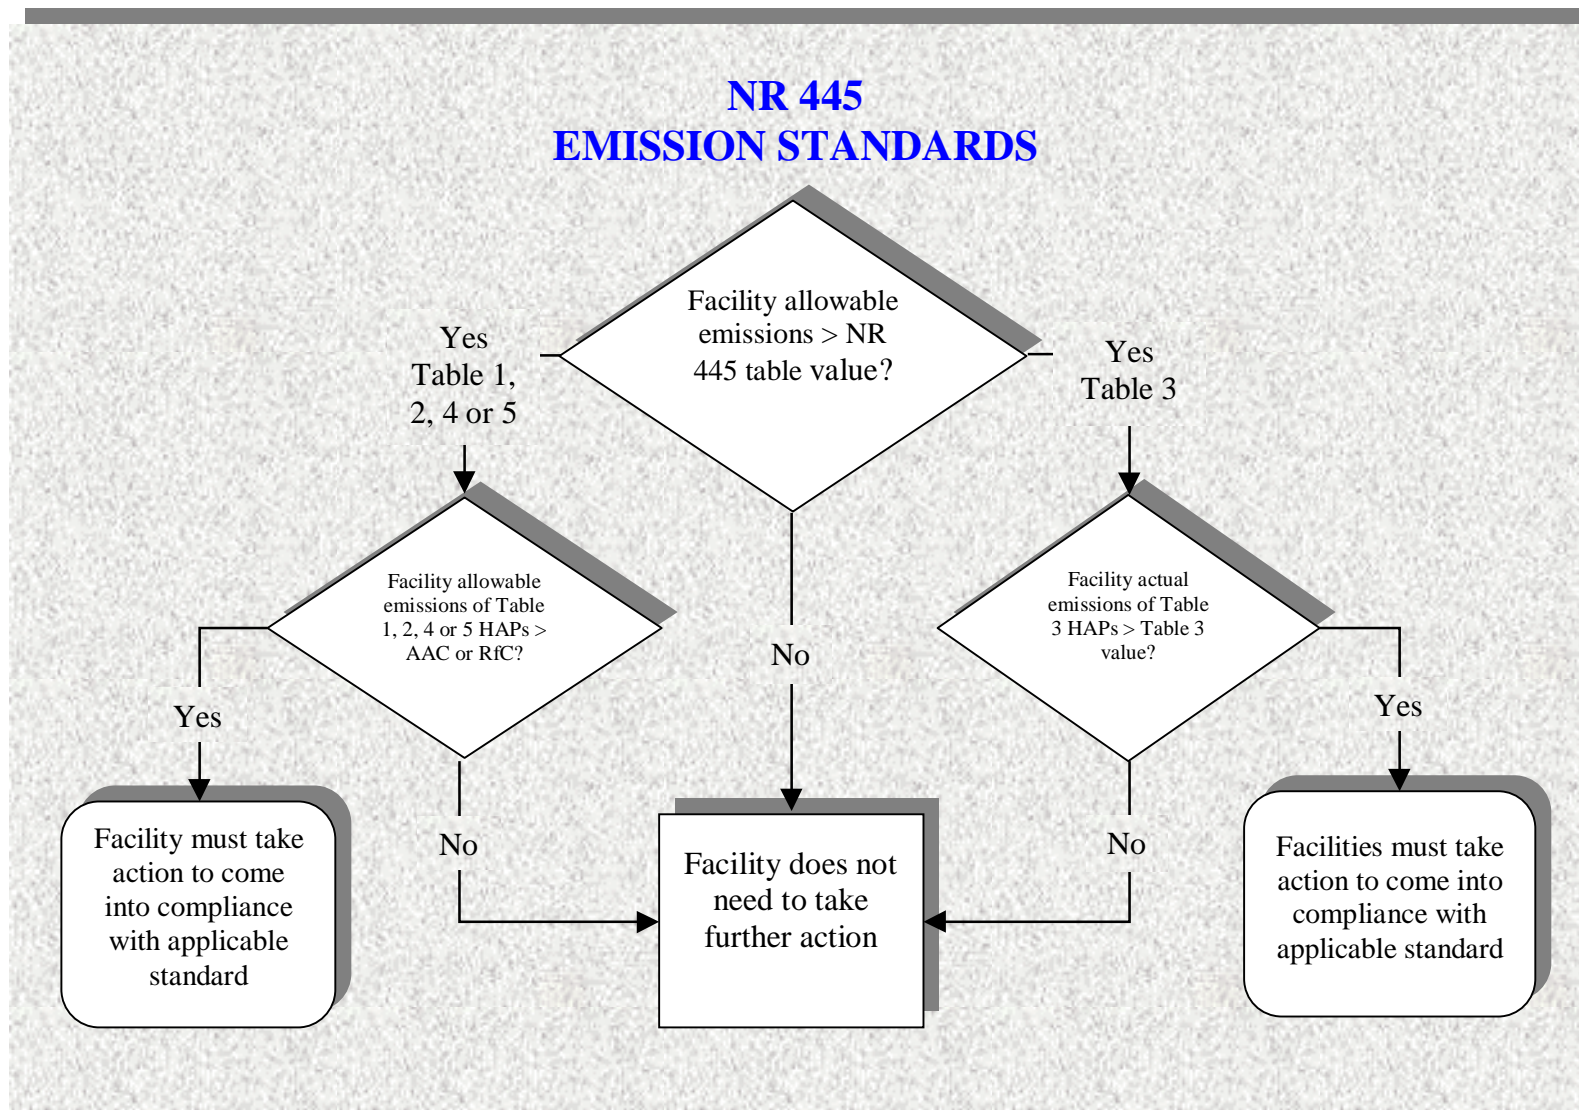 NR 445
EMISSION STANDARDS
Facility allowable
emissions > NR
445 table value?
Yes
Table 1,
2, 4 or 5
Yes
Table 3
Facility allowable
emissions of Table
1, 2, 4 or 5 HAPs >
AAC or RfC?
No
Facility actual
emissions of Table
3 HAPs > Table 3
value?
Yes
Yes
Facility must take
action to come
into compliance
with applicable
standard
No
Facility does not
need to take
further action
No
Facilities must take
action to come into
compliance with
applicable standard